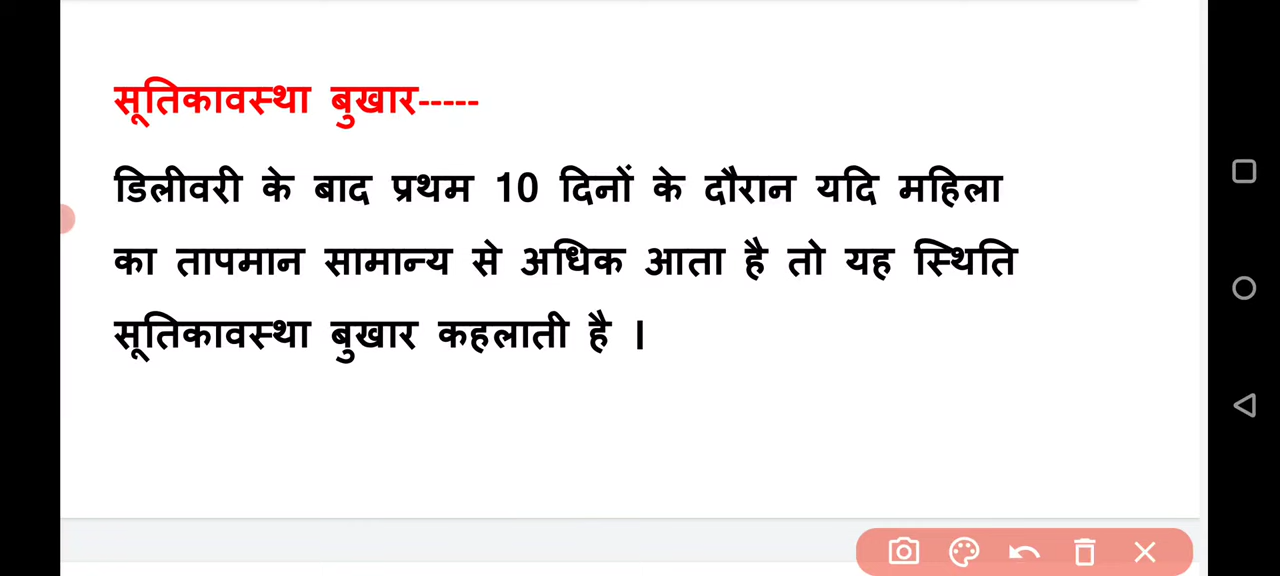 सूतिकावस्था बुखार-----
डिलीवरी के बाद प्रथम 10 दिनों के दौरान यदि महिला
का तापमान सामान्य से अधिक आता है तो यह स्थिति
सूतिकावस्था बुखार कहलाती है ।